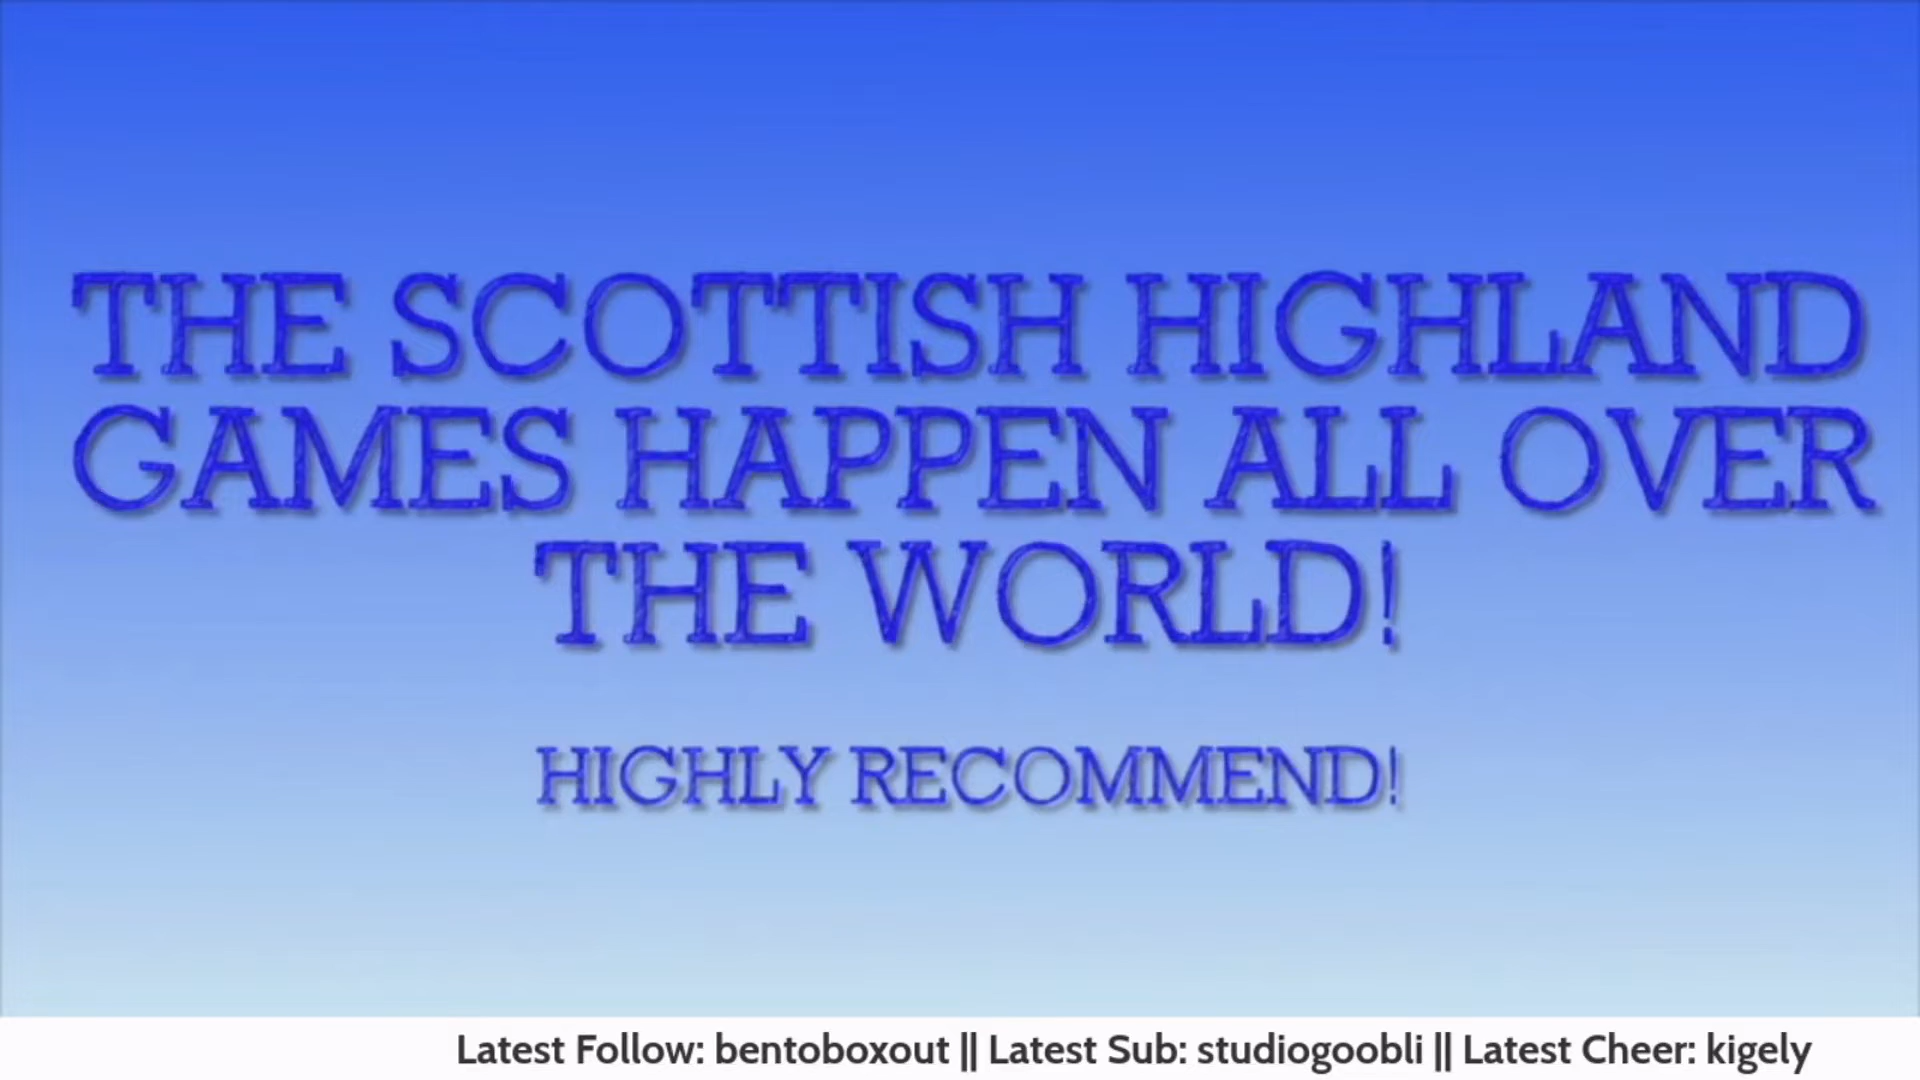 THE SCOTTISH HIGHLAND
GAMES HAPPEN ALL OVER
THE WORLD!
HIGHLY RECOMMEND!
Latest Follow: bentoboxout || Latest Sub: studiogoobli || Latest Cheer: kigely